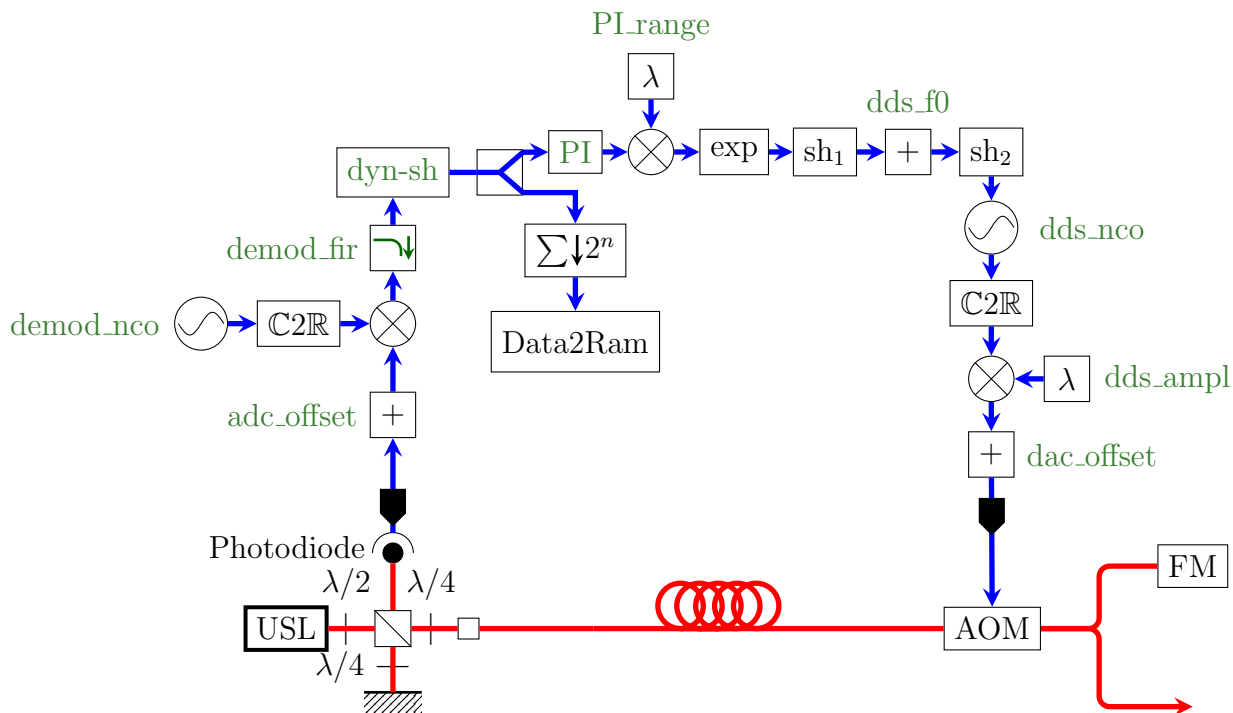 PI_range
λ
dds_f0
dyn-sh
PI
exp
sh₁
+
sh₂
demod_fir
∑↓2ⁿ
dds_nco
demod_nco
ℂ2ℝ
Data2Ram
ℂ2ℝ
λ
dds_ampl
adc_offset
+
+
dac_offset
Photodiode
λ/2
λ/4
FM
USL
AOM
λ/4